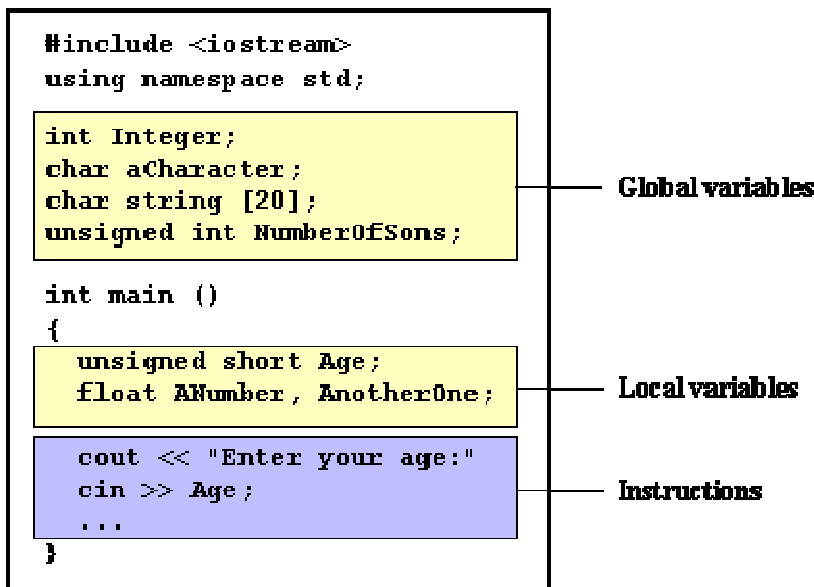 #include <iostream>
using namespace std;
int Integer;
char aCharacter;
char string [20];
unsigned int NumberOfSons;
Global variables
int main ()
{
unsigned short Age;
float ANumber, AnotherOne;
Local variables
cout << "Enter your age:"
cin >> Age;
...
Instructions
}